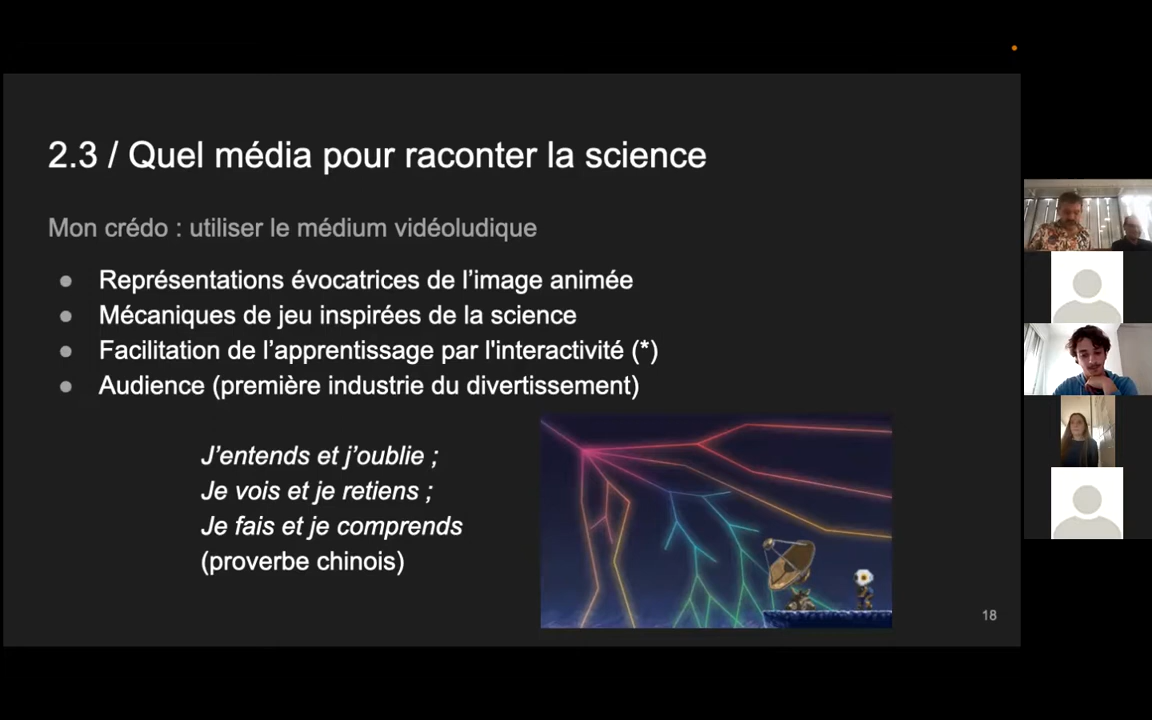 2.3 / Quel média pour raconter la science
Mon crédo : utiliser le médium vidéoludique
● Représentations évocatrices de l’image animée
● Mécaniques de jeu inspirées de la science
● Facilitation de l’apprentissage par l'interactivité (*)
● Audience (première industrie du divertissement)
J’entends et j’oublie ;
Je vois et je retiens ;
Je fais et je comprends
(proverbe chinois)
18